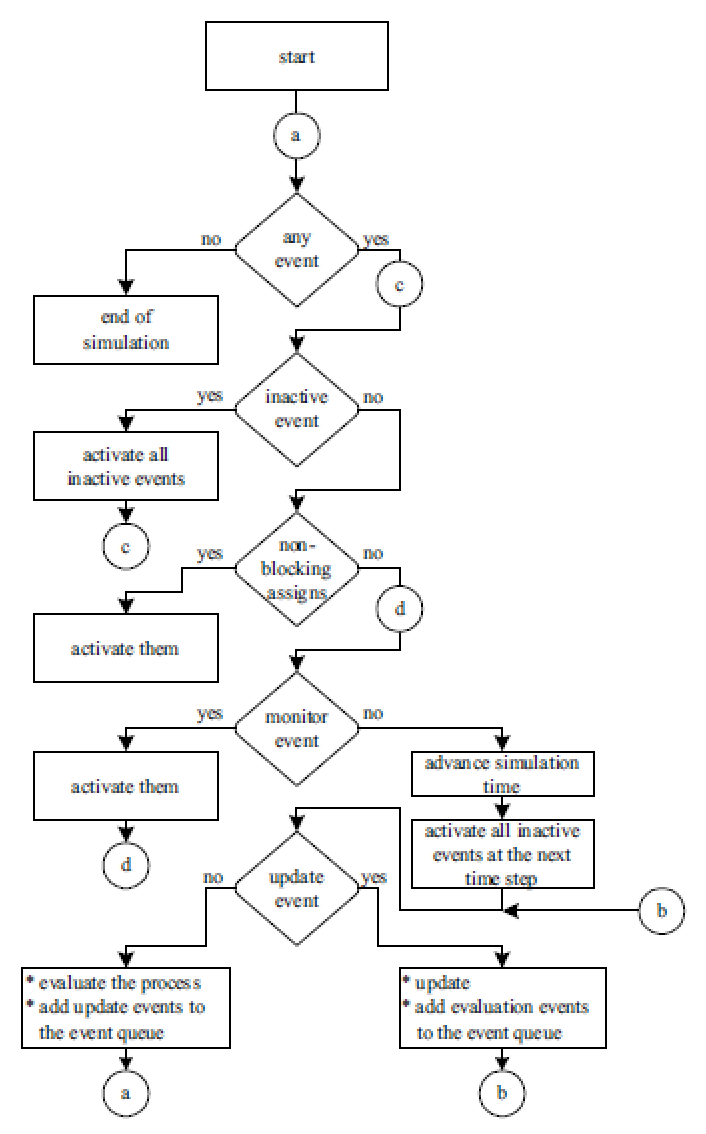 start
a
any
event
no
yes
c
end of
simulation
inactive
event
yes
no
activate all
inactive events
c
non-
blocking
assigns
yes
no
d
activate them
monitor
event
yes
no
activate them
d
advance simulation
time
activate all inactive
events at the next
time step
b
update
event
no
yes
* evaluate the process
* add update events to
the event queue
a
* update
* add evaluation events
to the event queue
b